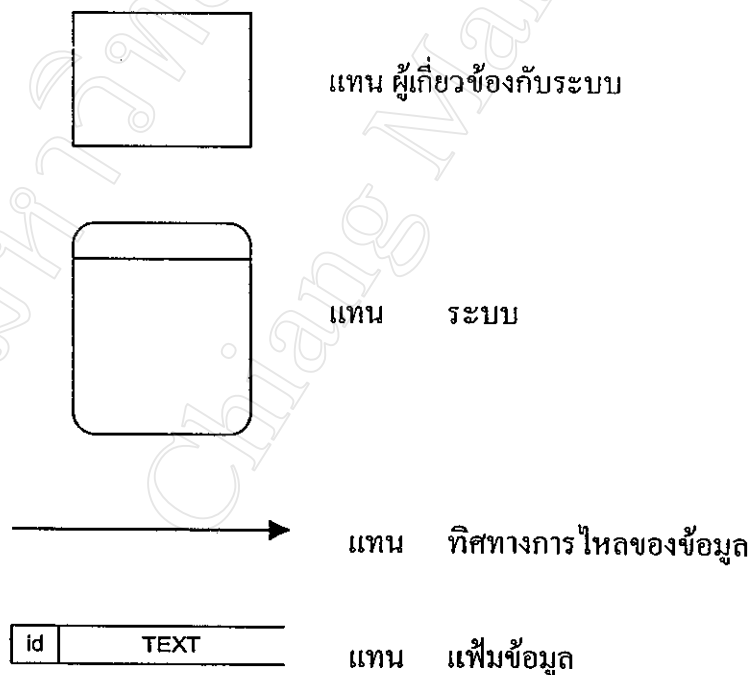 แทน ผู้เกี่ยวข้องกับระบบ
แทน ระบบ
แทน ทิศทางการไหลของข้อมูล
id TEXT
แทน แฟ้มข้อมูล
Chiang Mai